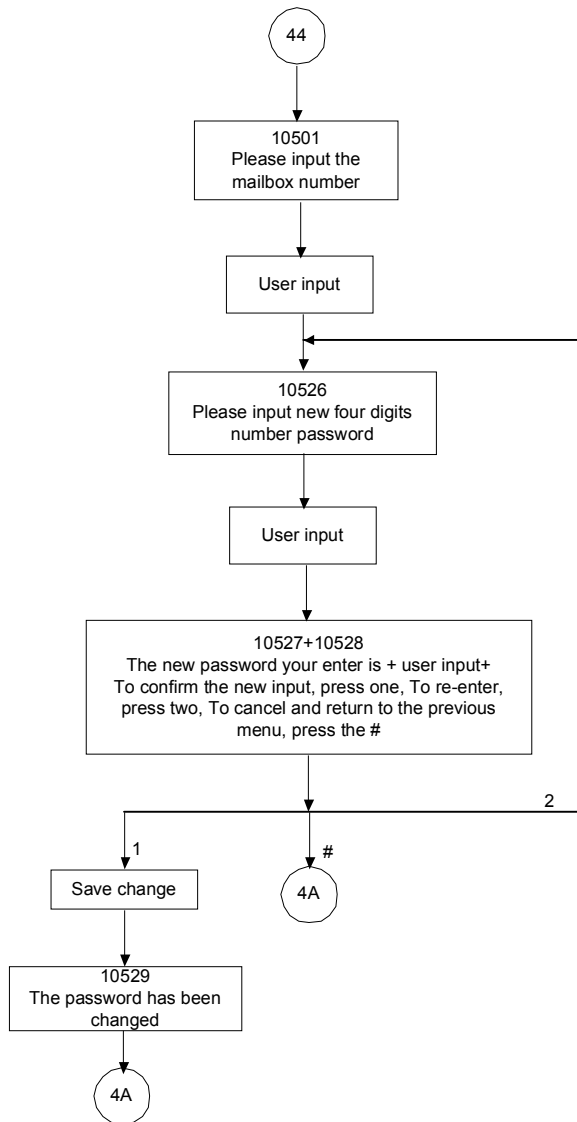 44
10501
Please input the
mailbox number
User input
10526
Please input new four digits
number password
User input
10527+10528
The new password your enter is + user input+
To confirm the new input, press one, To re-enter,
press two, To cancel and return to the previous
menu, press the #
2
1
#
Save change
4A
10529
The password has been
changed
4A